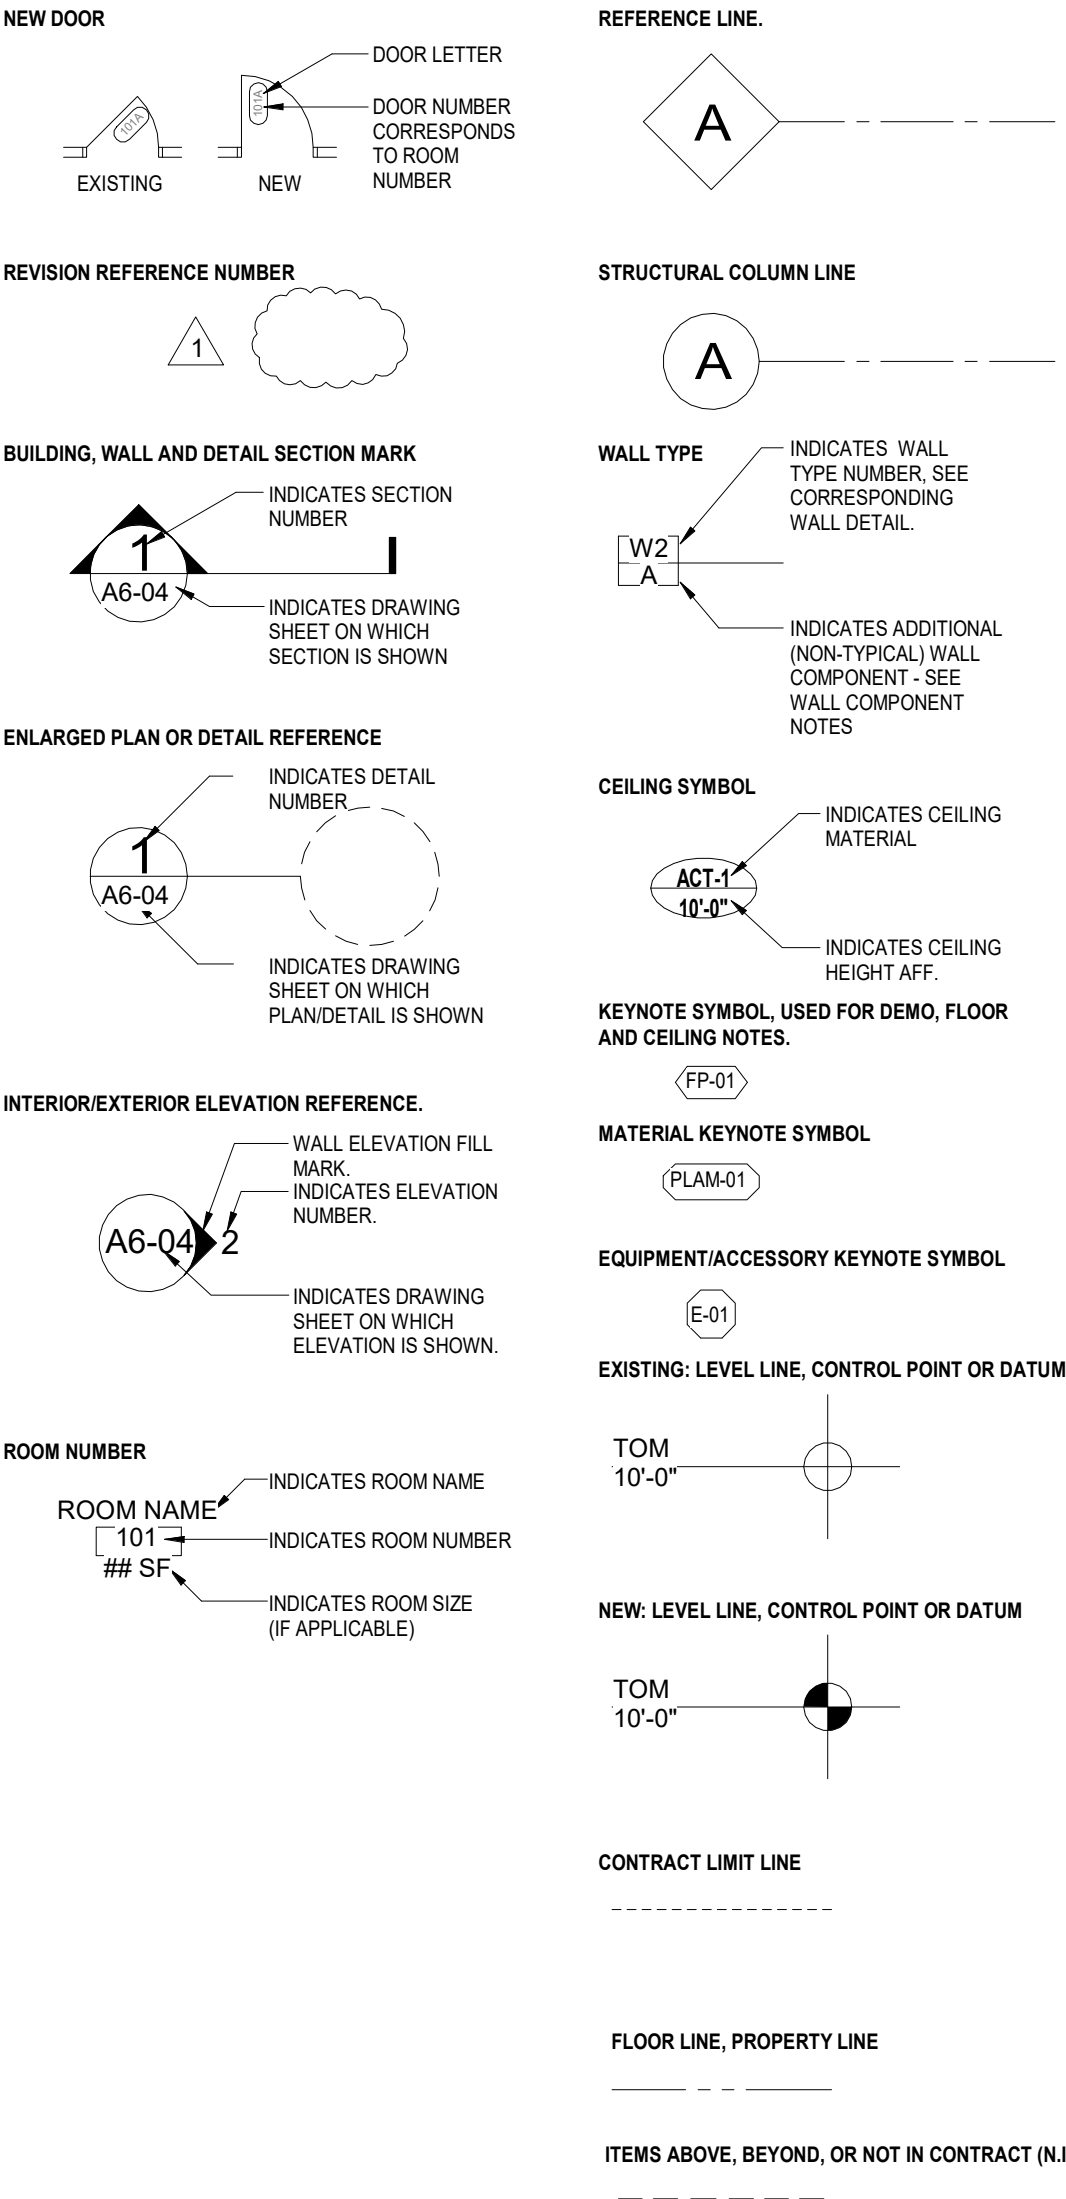 NEW DOOR
DOOR LETTER
101A
101A
DOOR NUMBER
CORRESPONDS
TO ROOM
NUMBER
EXISTING
NEW
REVISION REFERENCE NUMBER
1
BUILDING, WALL AND DETAIL SECTION MARK
INDICATES SECTION
NUMBER
1
A6-04
INDICATES DRAWING
SHEET ON WHICH
SECTION IS SHOWN
ENLARGED PLAN OR DETAIL REFERENCE
INDICATES DETAIL
NUMBER
1
A6-04
INDICATES DRAWING
SHEET ON WHICH
PLAN/DETAIL IS SHOWN
INTERIOR/EXTERIOR ELEVATION REFERENCE.
WALL ELEVATION FILL
MARK.
INDICATES ELEVATION
NUMBER.
A6-04 2
INDICATES DRAWING
SHEET ON WHICH
ELEVATION IS SHOWN.
ROOM NUMBER
INDICATES ROOM NAME
ROOM NAME
101
INDICATES ROOM NUMBER
## SF
INDICATES ROOM SIZE
(IF APPLICABLE)
REFERENCE LINE.
A
STRUCTURAL COLUMN LINE
A
WALL TYPE
INDICATES WALL
TYPE NUMBER, SEE
CORRESPONDING
WALL DETAIL.
W2
A
INDICATES ADDITIONAL
(NON-TYPICAL) WALL
COMPONENT - SEE
WALL COMPONENT
NOTES
CEILING SYMBOL
INDICATES CEILING
MATERIAL
ACT-1
10'-0"
INDICATES CEILING
HEIGHT AFF.
KEYNOTE SYMBOL, USED FOR DEMO, FLOOR
AND CEILING NOTES.
FP-01
MATERIAL KEYNOTE SYMBOL
PLAM-01
EQUIPMENT/ACCESSORY KEYNOTE SYMBOL
E-01
EXISTING: LEVEL LINE, CONTROL POINT OR DATUM
TOM
10'-0"
NEW: LEVEL LINE, CONTROL POINT OR DATUM
TOM
10'-0"
CONTRACT LIMIT LINE
FLOOR LINE, PROPERTY LINE
ITEMS ABOVE, BEYOND, OR NOT IN CONTRACT (N.I